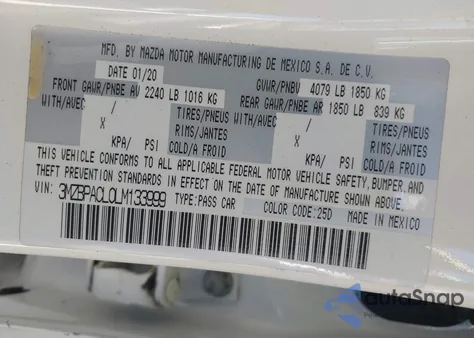 MFD. BY MAZDA MOTOR MANUFACTURING DE MEXICO S.A. DE C.V.
DATE 01/20 GVWR/PNBV 4079 LB 1850 KG
FRONT GAWR/PNBE AV 2240 LB 1016 KG REAR GAWR/PNBE AR 1850 LB 839 KG
WITH/AVEC / TIRES/PNEUS WITH/AVEC / TIRES/PNEUS
X RIMS/JANTES X RIMS/JANTES
KPA/ PSI COLD/A FROID KPA/ PSI COLD/A FROID
THIS VEHICLE CONFORMS TO ALL APPLICABLE FEDERAL MOTOR VEHICLE SAFETY, BUMPER, AND
THEFT PREVENTION STANDARDS IN EFFECT ON THE DATE OF MANUFACTURE SHOWN ABOVE.
VIN: 3MZBPACL0LM133999 TYPE:PASS CAR COLOR CODE:25D MADE IN MEXICO
AutaSnap